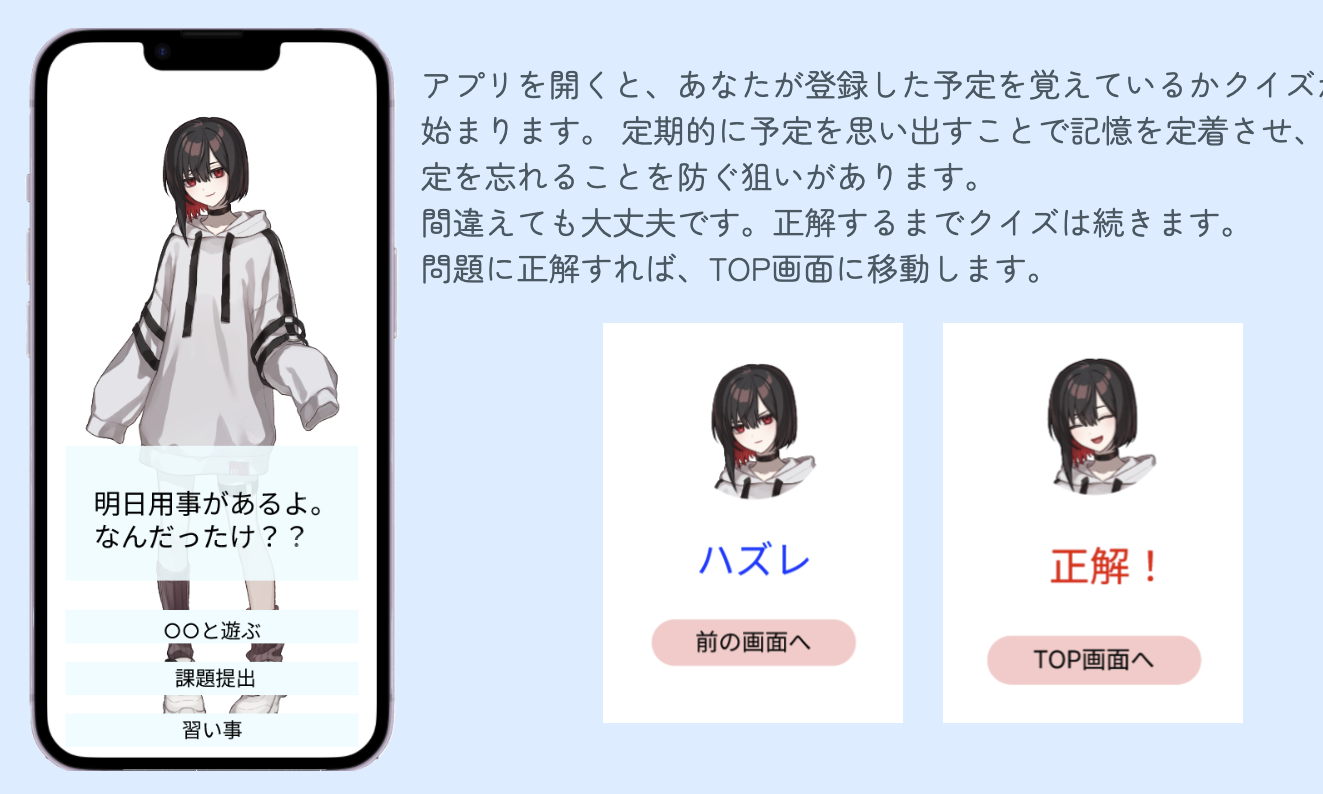 アプリを開くと、あなたが登録した予定を覚えているかクイズが
始まります。 定期的に予定を思い出すことで記憶を定着させ、
定を忘れることを防ぐ狙いがあります。
間違えても大丈夫です。正解するまでクイズは続きます。
問題に正解すれば、TOP画面に移動します。
明日用事があるよ。
なんだったけ？？
○○と遊ぶ
課題提出
習い事
ハズレ
前の画面へ
正解！
TOP画面へ